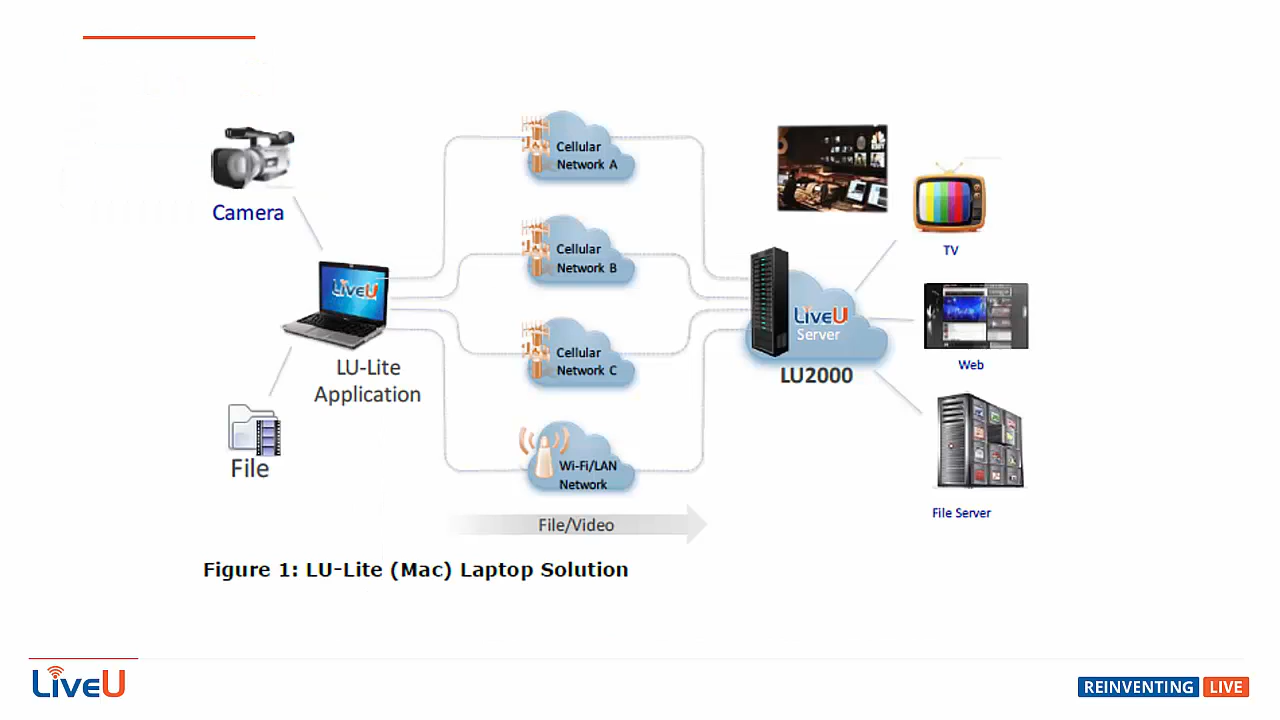 Camera
LiveU
LU-Lite
Application
File
Cellular
Network A
Cellular
Network B
Cellular
Network C
Wi-Fi/LAN
Network
File/Video
LiveU
Server
LU2000
TV
Web
File Server
Figure 1: LU-Lite (Mac) Laptop Solution
LiveU
REINVENTING LIVE